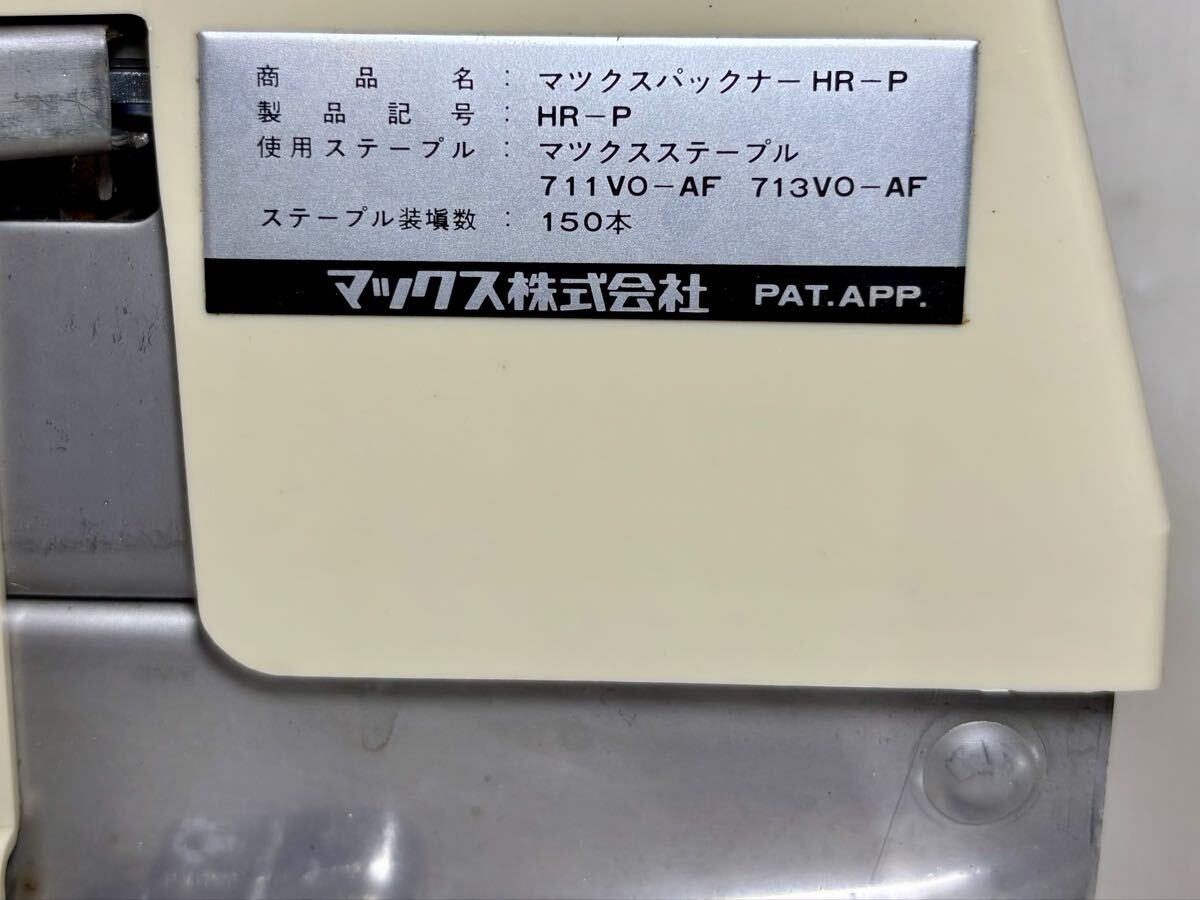 商品名：マツクスパックナーHR−P
製品記号：HR−P
使用ステープル：マツクスステープル
711VO−AF 713VO−AF
ステープル装塡数：150本
マックス株式会社 PAT.APP.